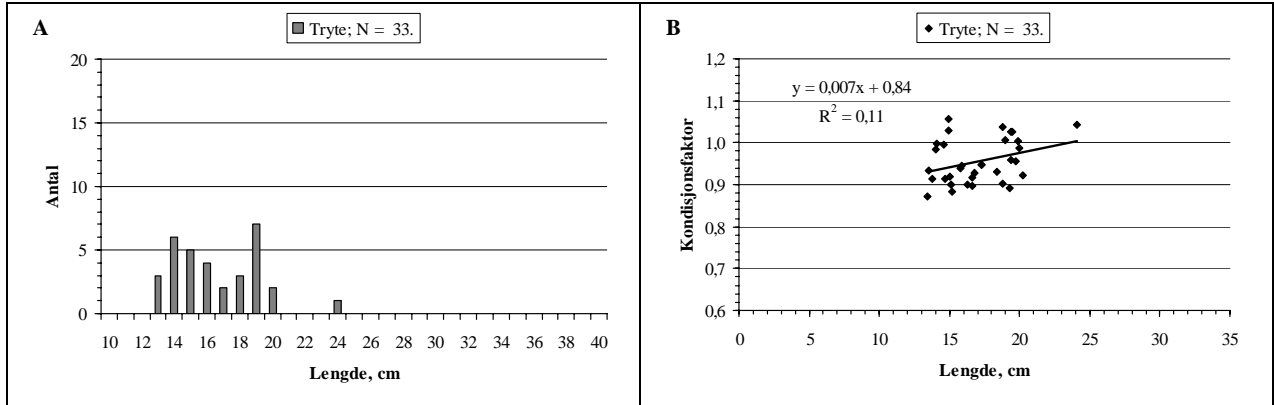 A
Tryte; N = 33.
Antal
20
15
10
5
0
10 12 14 16 18 20 22 24 26 28 30 32 34 36 38 40
Lengde, cm
B
Tryte; N = 33.
Kondisjonsfaktor
1,2
1,1
1,0
0,9
0,8
0,7
0,6
y = 0,007x + 0,84
R² = 0,11
0 5 10 15 20 25 30 35
Lengde, cm